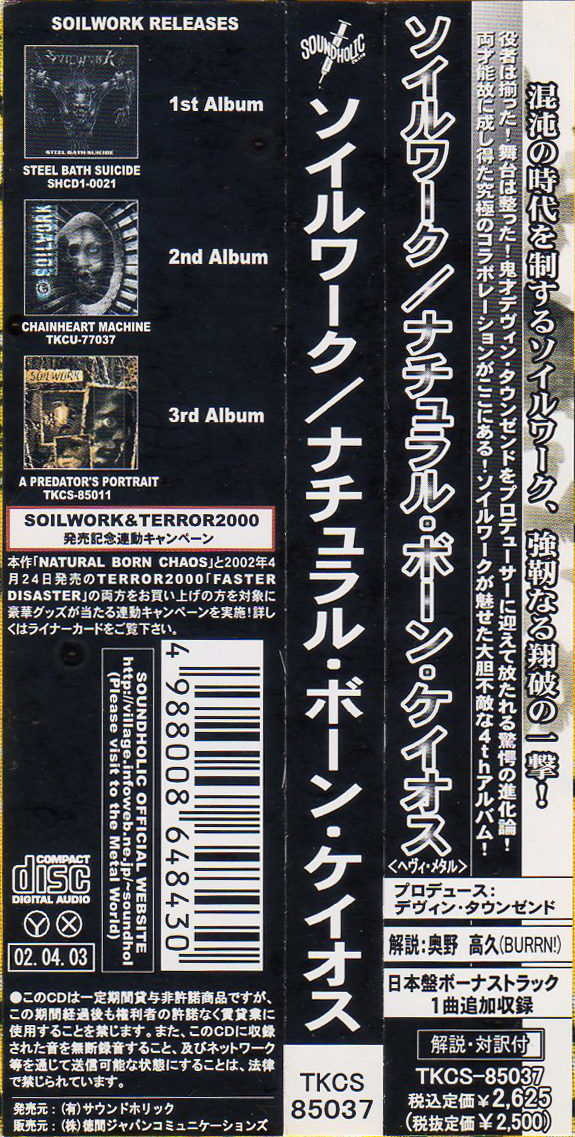 混沌の時代を制するソイルワーク、強靭なる翔破の一撃！
役者は揃った！舞台は整った！鬼才デヴィン・タウンゼンドをプロデューサーに迎えて放たれる驚愕の進化論！
両才能故に成し得た究極のコラボレーションがここにある！ソイルワークが魅せた大胆不敵な4thアルバム！
ソイルワーク/ナチュラル・ボーン・ケイオス
〈ヘヴィ・メタル〉
プロデュース：
デヴィン・タウンゼンド
解説：奥野 高久(BURRN!)
日本盤ボーナストラック
1曲追加収録
解説・対訳付
TKCS-85037
税込定価¥2,625
(税抜定価¥2,500)
SOUNDHOLIC
ソイルワーク/ナチュラル・ボーン・ケイオス
TKCS
85037
SOILWORK RELEASES
SOILWORK
STEEL BATH SUICIDE
1st Album
STEEL BATH SUICIDE
SHCD1-0021
SOILWORK
2nd Album
CHAINHEART MACHINE
TKCU-77037
SOILWORK
3rd Album
A PREDATOR'S PORTRAIT
TKCS-85011
SOILWORK&TERROR2000
発売記念連動キャンペーン
本作「NATURAL BORN CHAOS」と2002年4
月24日発売のTERROR2000「FASTER
DISASTER」の両方をお買い上げの方を対象に
豪華グッズが当たる連動キャンペーンを実施！詳し
くはライナーカードをご覧下さい。
4 988008 648430
SOUNDHOLIC OFFICIAL WEBSITE
http://village.infoweb.ne.jp/~soundhol
(Please visit to the Metal World)
COMPACT
disc
DIGITAL AUDIO
Y X
02.04.03
●このCDは一定期間貸与非許諾商品ですが、
この期間経過後も権利者の許諾なく賃貸業に
使用することを禁じます。また、このCDに収録
された音を無断録音すること、及びネットワーク
等を通じて送信可能な状態にすることは、法律
で禁じられています。
発売元：(有)サウンドホリック
販売元：(株)徳間ジャパンコミュニケーションズ